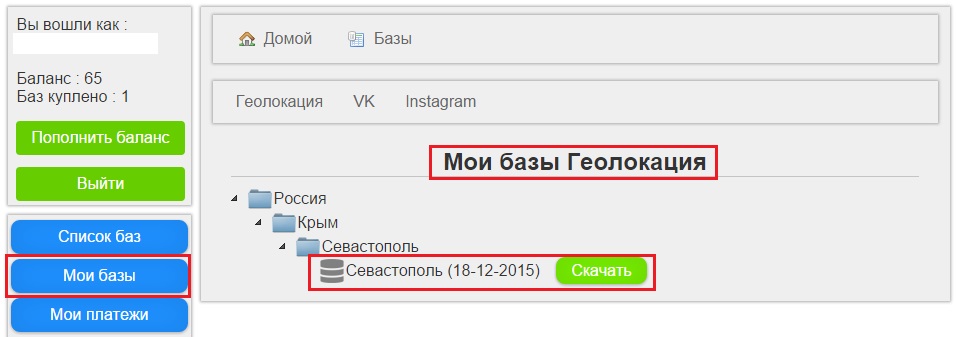 Вы вошли как :
Баланс : 65
Баз куплено : 1
Пополнить баланс
Выйти
Список баз
Мои базы
Мои платежи
Домой Базы
Геолокация VK Instagram
Мои базы Геолокация
Россия
Крым
Севастополь
Севастополь (18-12-2015) Скачать